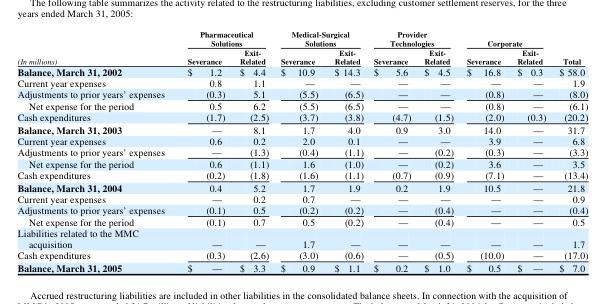 The following table summarizes the activity related to the restructuring liabilities, excluding customer settlement reserves, for the three
years ended March 31, 2005:
Pharmaceutical Medical-Surgical Provider
Solutions Solutions Technologies Corporate
Exit- Exit- Exit- Exit-
(In millions) Severance Related Severance Related Severance Related Severance Related Total
Balance, March 31, 2002 $ 1.2 $ 4.4 $ 10.9 $ 14.3 $ 5.6 $ 4.5 $ 16.8 $ 0.3 $ 58.0
Current year expenses 0.8 1.1 — — — — — — 1.9
Adjustments to prior years’ expenses (0.3) 5.1 (5.5) (6.5) — — (0.8) — (8.0)
Net expense for the period 0.5 6.2 (5.5) (6.5) — — (0.8) — (6.1)
Cash expenditures (1.7) (2.5) (3.7) (3.8) (4.7) (1.5) (2.0) (0.3) (20.2)
Balance, March 31, 2003 — 8.1 1.7 4.0 0.9 3.0 14.0 — 31.7
Current year expenses 0.6 0.2 2.0 0.1 — — 3.9 — 6.8
Adjustments to prior years’ expenses — (1.3) (0.4) (1.1) — (0.2) (0.3) — (3.3)
Net expense for the period 0.6 (1.1) 1.6 (1.0) — (0.2) 3.6 — 3.5
Cash expenditures (0.2) (1.8) (1.6) (1.1) (0.7) (0.9) (7.1) — (13.4)
Balance, March 31, 2004 0.4 5.2 1.7 1.9 0.2 1.9 10.5 — 21.8
Current year expenses — 0.2 0.7 — — — — — 0.9
Adjustments to prior years’ expenses (0.1) 0.5 (0.2) (0.2) — (0.4) — — (0.4)
Net expense for the period (0.1) 0.7 0.5 (0.2) — (0.4) — — 0.5
Liabilities related to the MMC
acquisition — — 1.7 — — — — — 1.7
Cash expenditures (0.3) (2.6) (3.0) (0.6) — (0.5) (10.0) — (17.0)
Balance, March 31, 2005 $ — $ 3.3 $ 0.9 $ 1.1 $ 0.2 $ 1.0 $ 0.5 $ — $ 7.0
Accrued restructuring liabilities are included in other liabilities in the consolidated balance sheets. In connection with the acquisition of